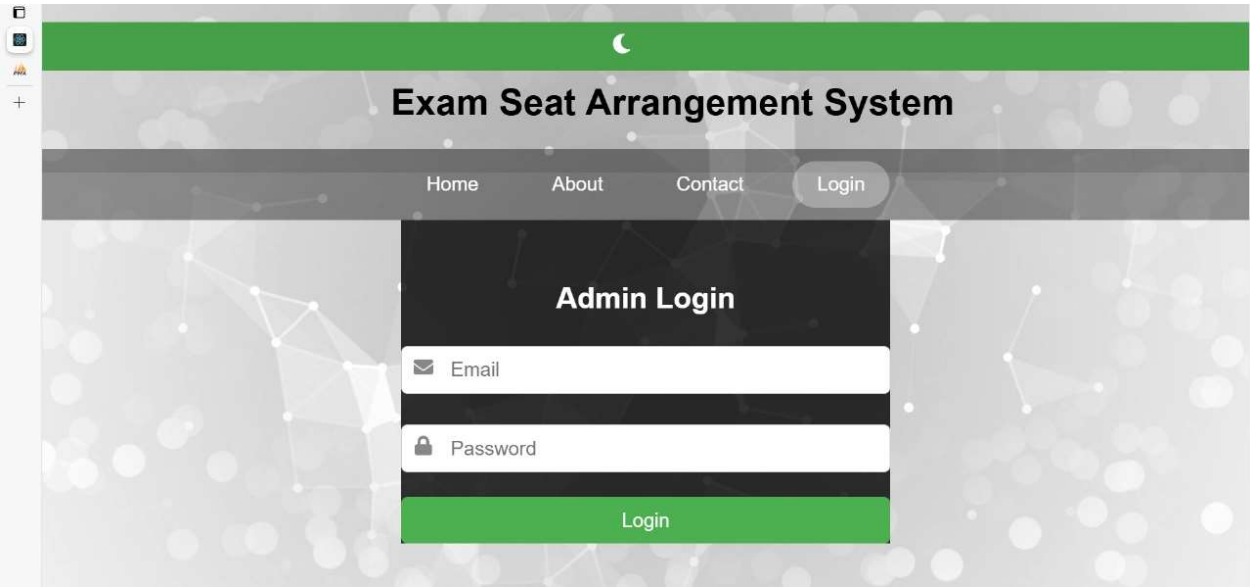 Exam Seat Arrangement System
Home About Contact Login
Admin Login
Email
Password
Login